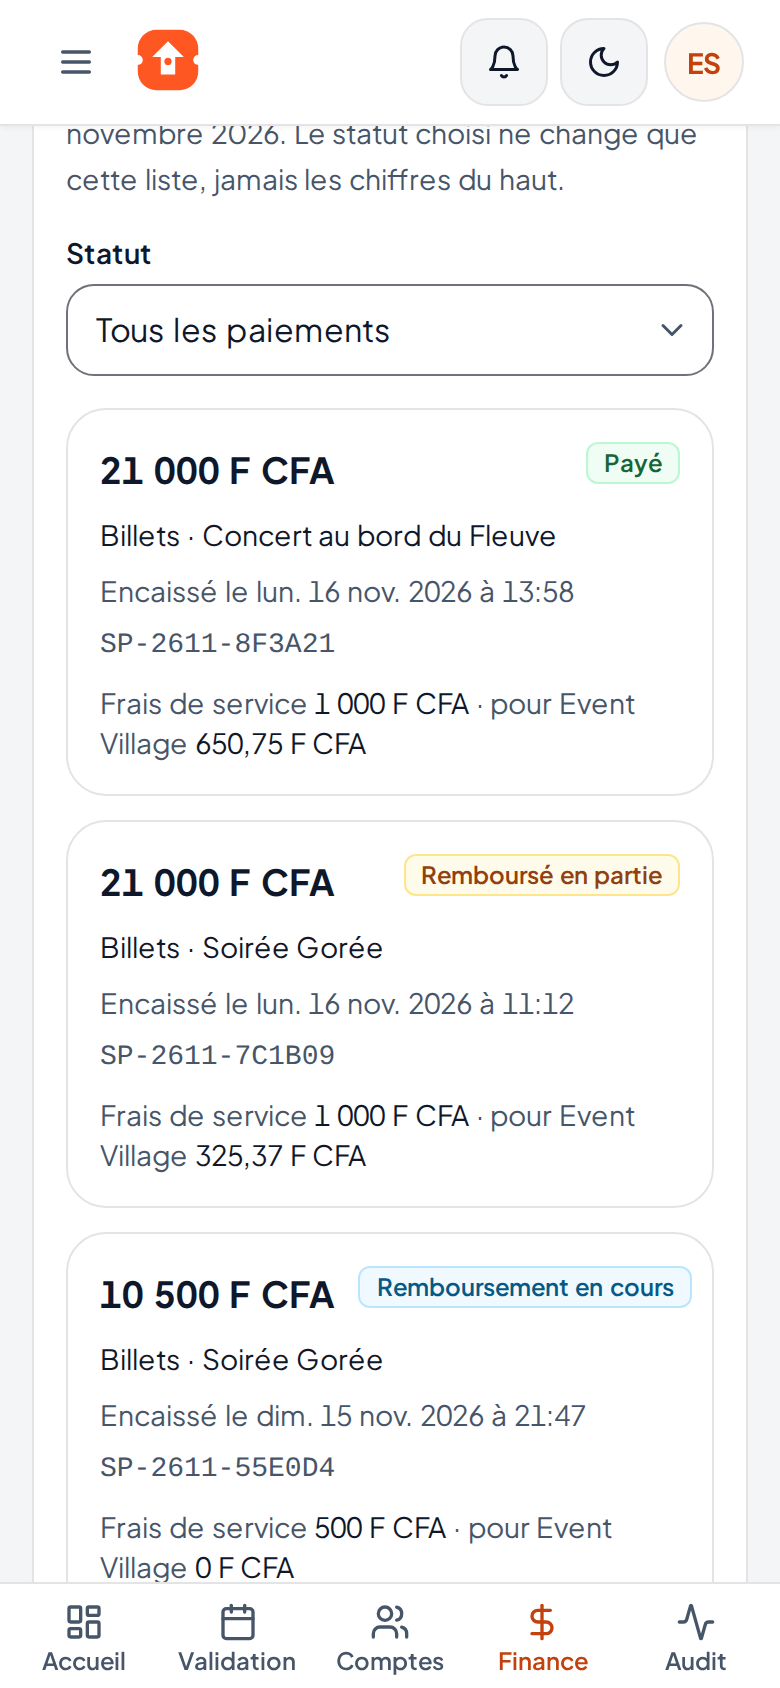 ES
novembre 2026. Le statut choisi ne change que
cette liste, jamais les chiffres du haut.
Statut
Tous les paiements
21 000 F CFA
Payé
Billets · Concert au bord du Fleuve
Encaissé le lun. 16 nov. 2026 à 13:58
SP-2611-8F3A21
Frais de service 1 000 F CFA · pour Event
Village 650,75 F CFA
21 000 F CFA
Remboursé en partie
Billets · Soirée Gorée
Encaissé le lun. 16 nov. 2026 à 11:12
SP-2611-7C1B09
Frais de service 1 000 F CFA · pour Event
Village 325,37 F CFA
10 500 F CFA
Remboursement en cours
Billets · Soirée Gorée
Encaissé le dim. 15 nov. 2026 à 21:47
SP-2611-55E0D4
Frais de service 500 F CFA · pour Event
Village 0 F CFA
Accueil
Validation
Comptes
Finance
Audit